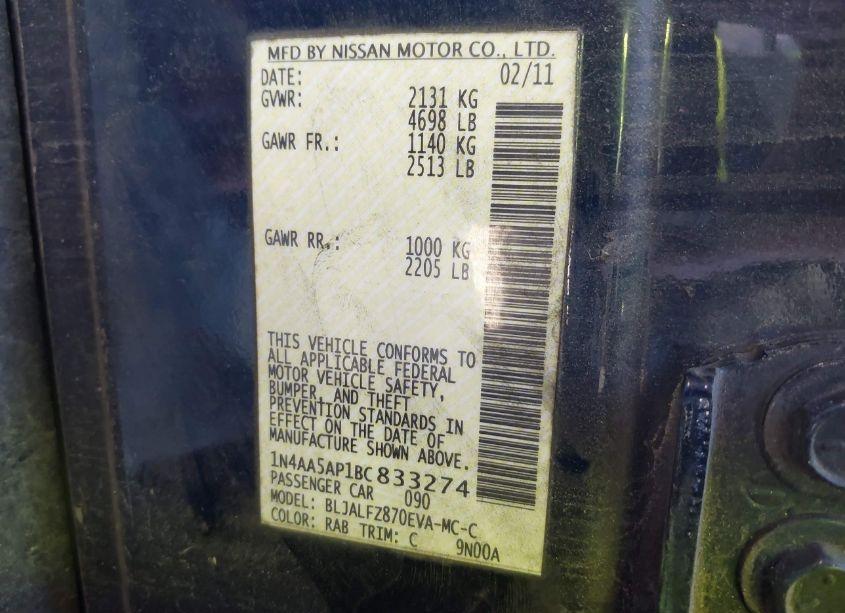 MFD BY NISSAN MOTOR CO., LTD.
DATE: 02/11
GVWR: 2131 KG
4698 LB
GAWR FR.: 1140 KG
2513 LB
GAWR RR.: 1000 KG
2205 LB
THIS VEHICLE CONFORMS TO
ALL APPLICABLE FEDERAL
MOTOR VEHICLE SAFETY,
BUMPER, AND THEFT
PREVENTION STANDARDS IN
EFFECT ON THE DATE OF
MANUFACTURE SHOWN ABOVE.
1N4AA5AP1BC833274
PASSENGER CAR 090
MODEL: BLJALFZ870EVA-MC-C
COLOR: RAB TRIM: C 9N00A